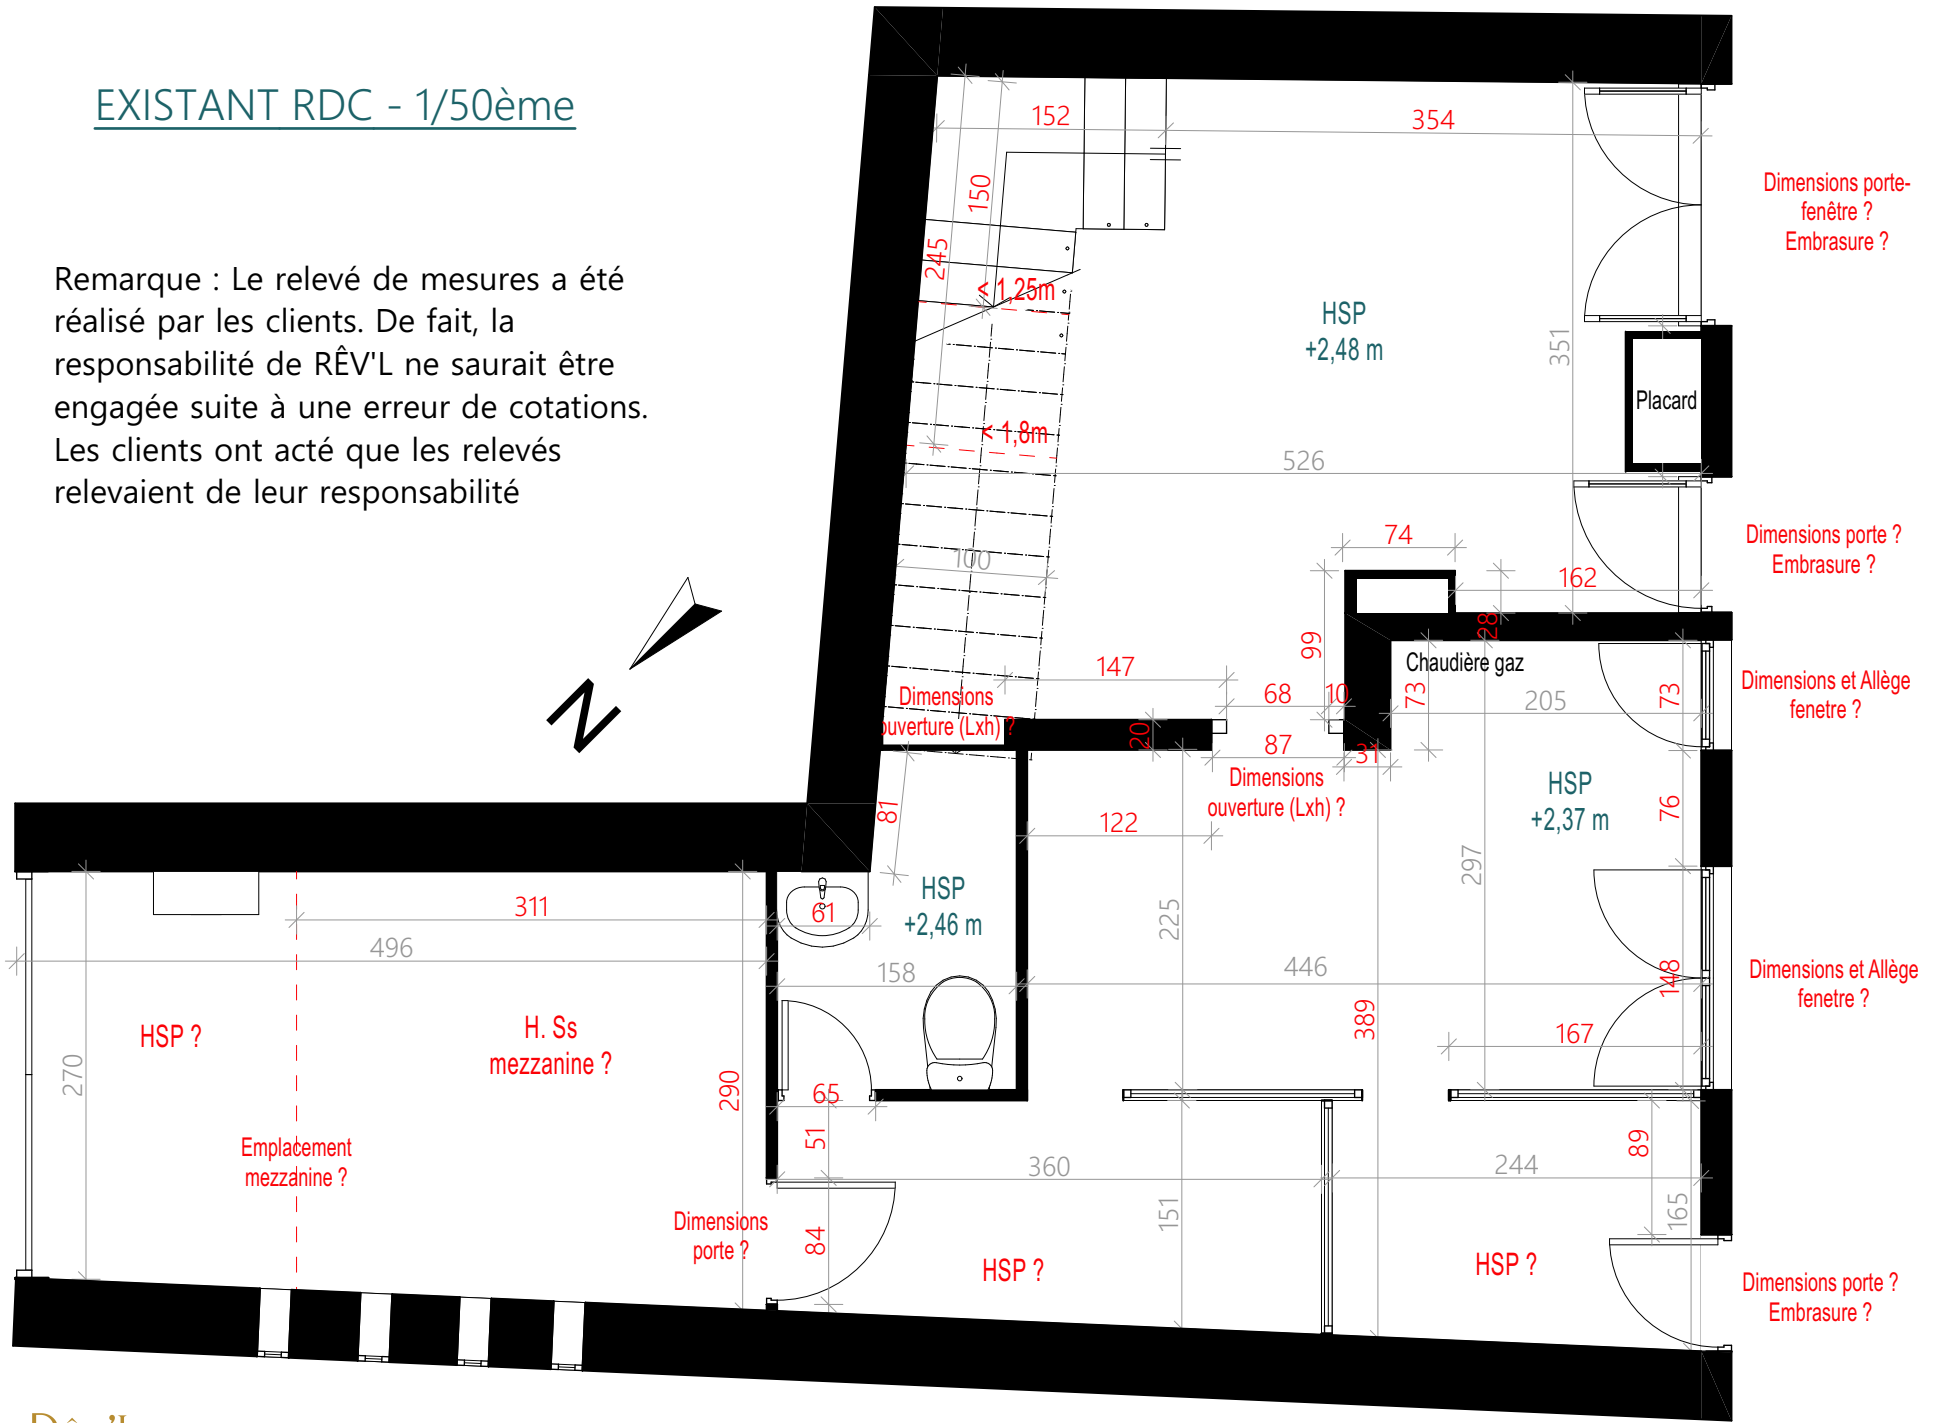 EXISTANT RDC - 1/50ème
Remarque : Le relevé de mesures a été
réalisé par les clients. De fait, la
responsabilité de RÊV'L ne saurait être
engagée suite à une erreur de cotations.
Les clients ont acté que les relevés
relevaient de leur responsabilité
N
152
354
150
245
< 1,25m
< 1,8m
HSP
+2,48 m
351
Placard
526
100
74
162
28
99
Chaudière gaz
147
68
10
73
205
73
Dimensions
ouverture (Lxh) ?
20
87
31
Dimensions
ouverture (Lxh) ?
Dimensions porte-
fenêtre ?
Embrasure ?
Dimensions porte ?
Embrasure ?
Dimensions et Allège
fenetre ?
Dimensions et Allège
fenetre ?
Dimensions porte ?
Embrasure ?
HSP
+2,37 m
76
81
122
297
225
HSP
+2,46 m
61
311
496
158
446
148
389
167
HSP ?
H. Ss
mezzanine ?
270
290
65
51
Emplacement
mezzanine ?
360
244
89
165
151
Dimensions
porte ?
84
HSP ?
HSP ?